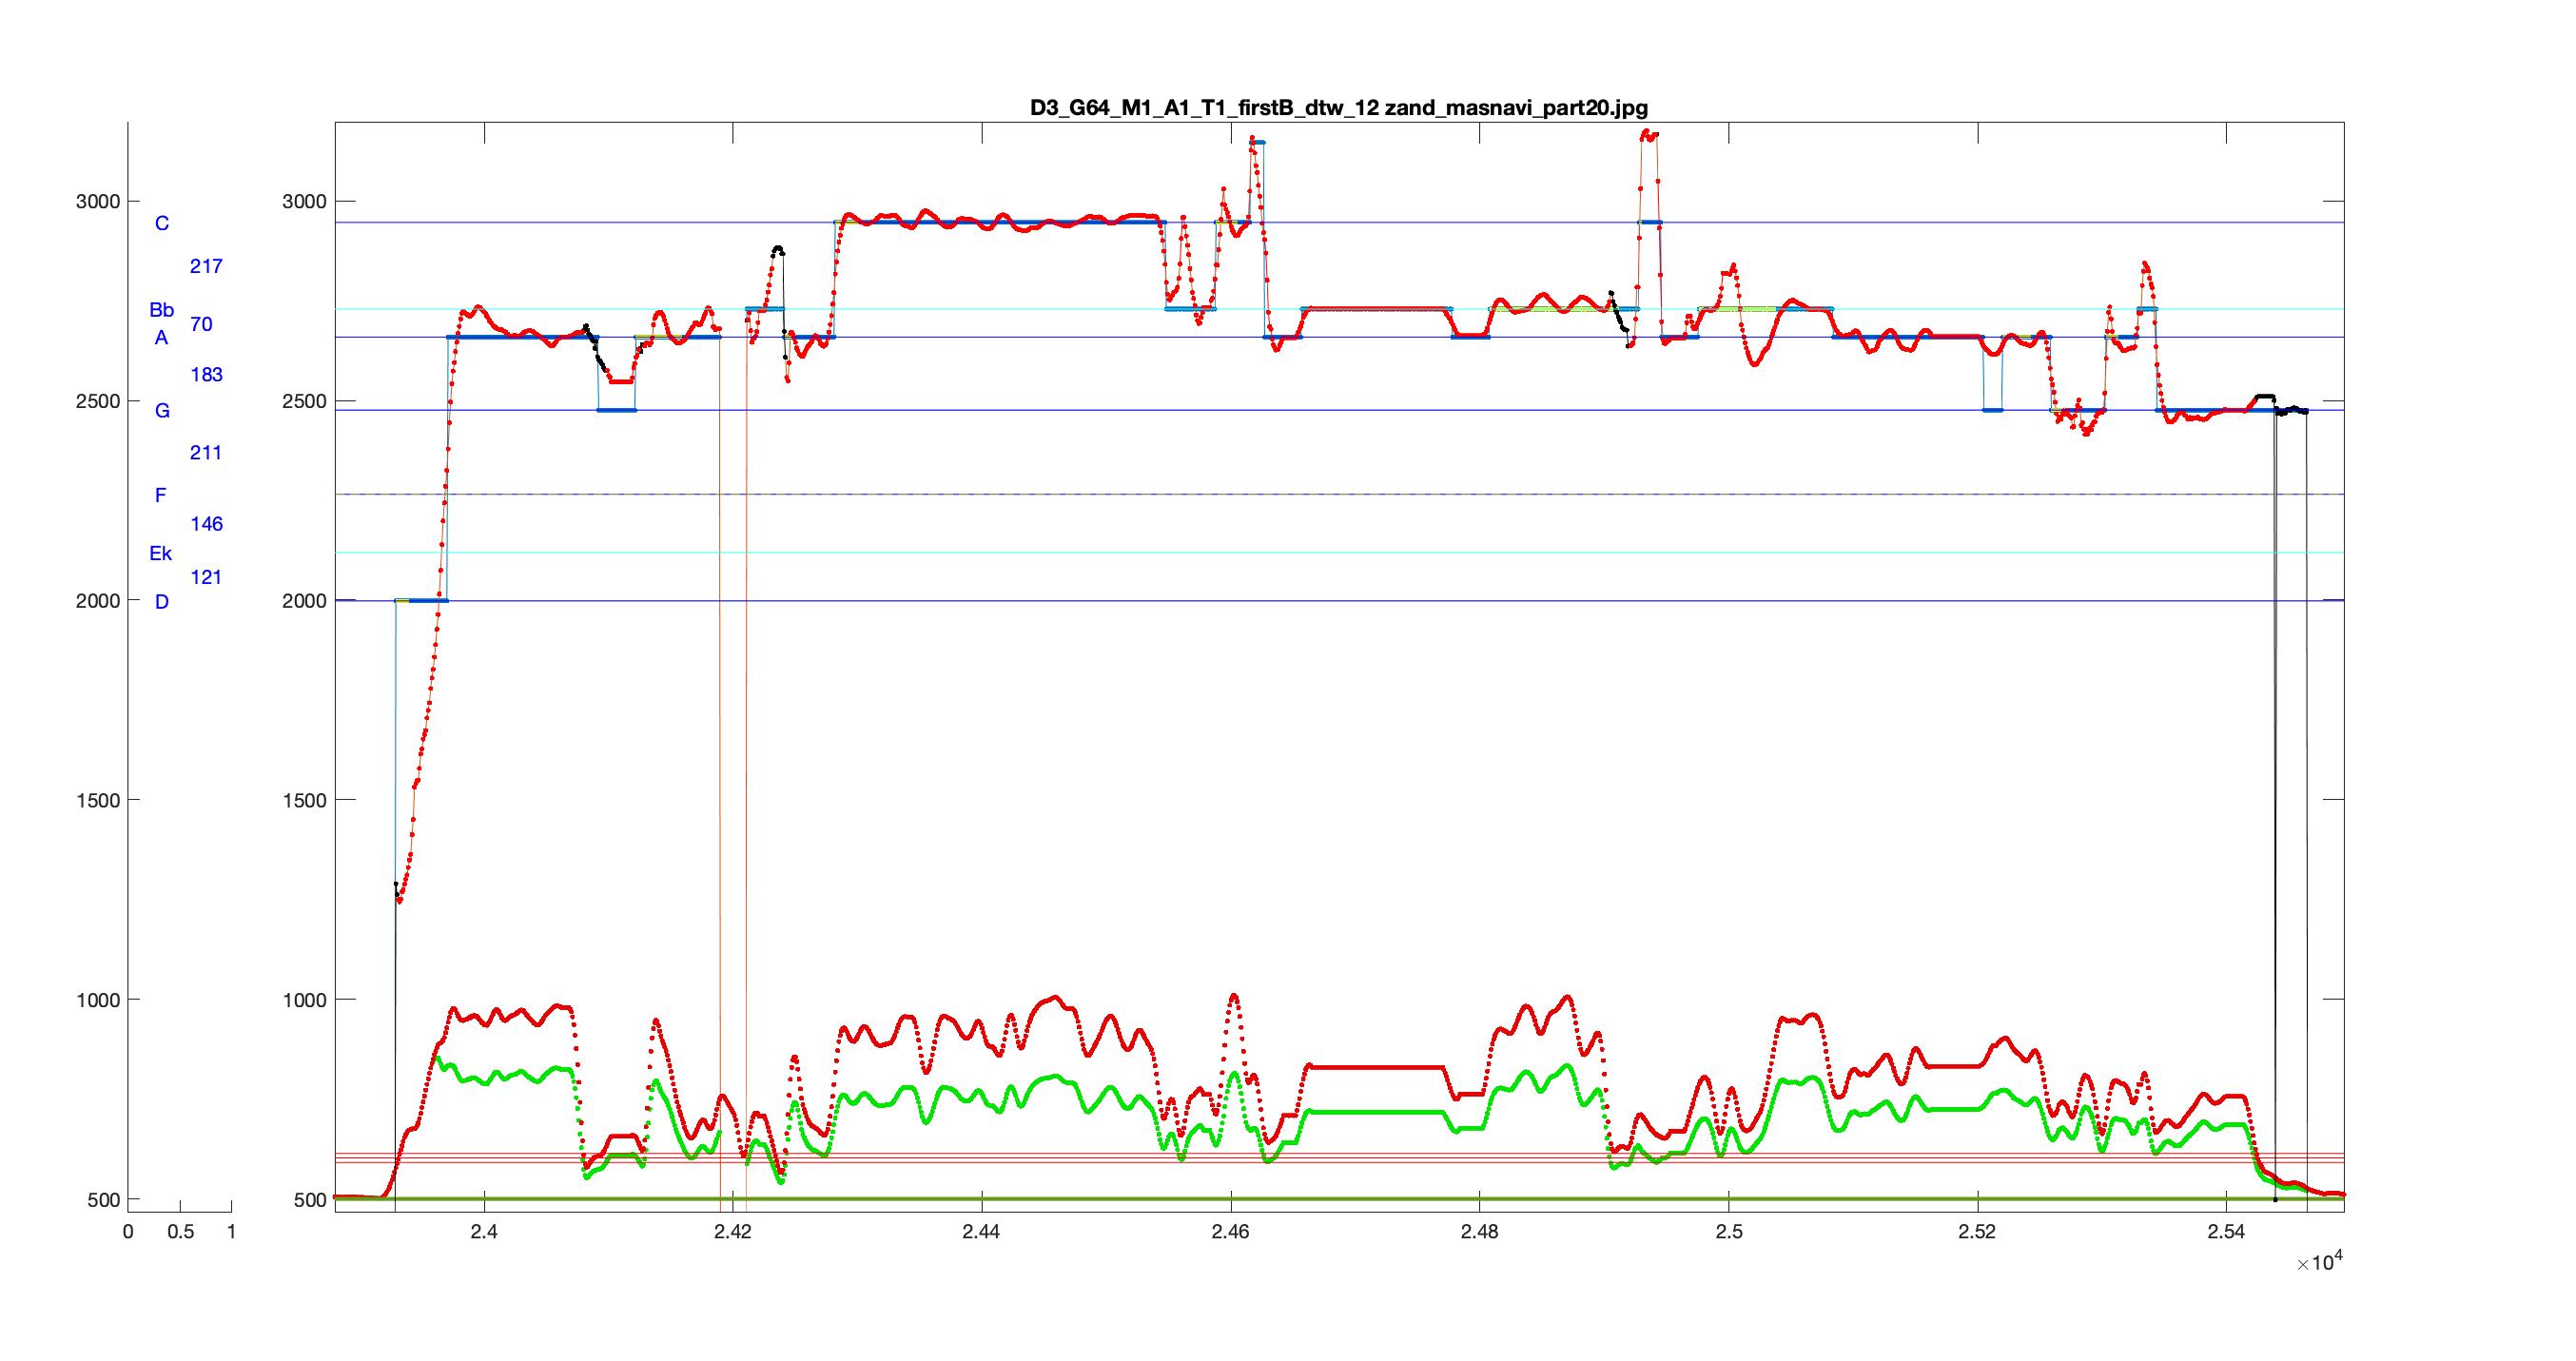 D3_G64_M1_A1_T1_firstB_dtw_12 zand_masnavi_part20.jpg
3000 3000
C
217
Bb
70
A
183
2500 G 2500
211
F
146
Ek
121
2000 D 2000
1500 1500
1000 1000
500 500
0 0.5 1 2.4 2.42 2.44 2.46 2.48 2.5 2.52 2.54
×10^4